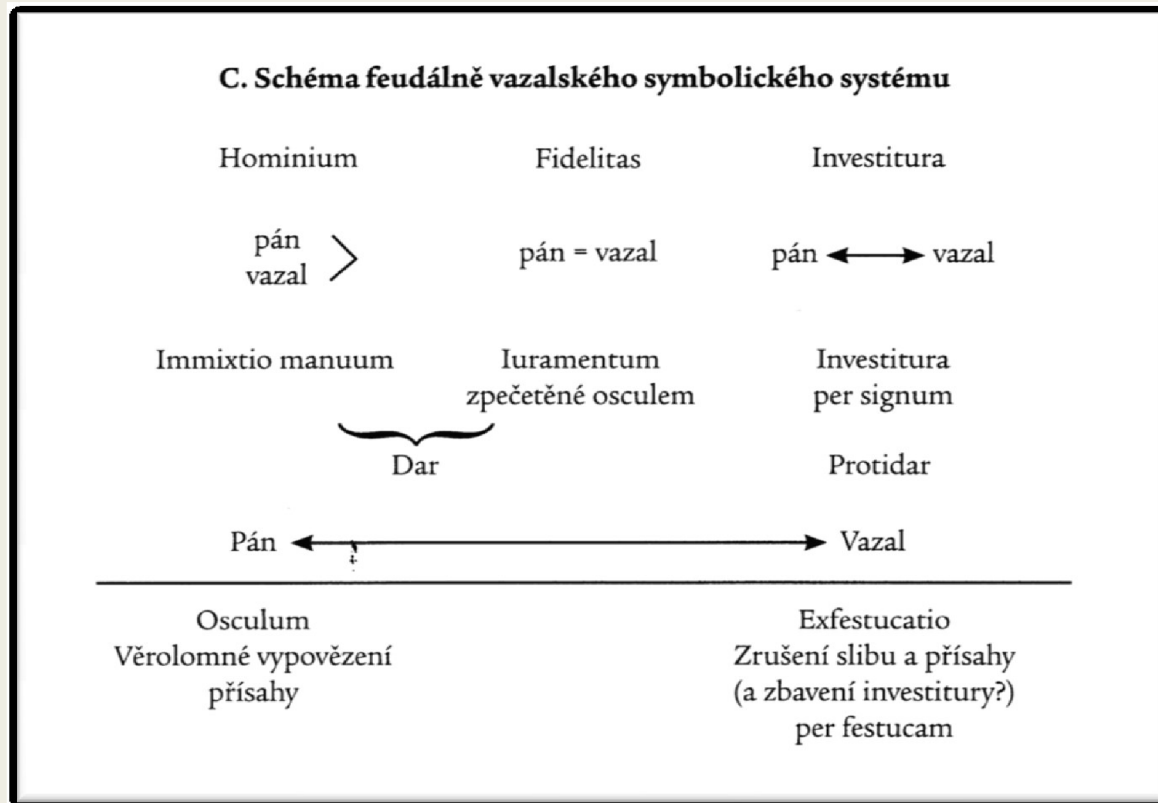 C. Schéma feudálně vazalského symbolického systému
Hominium
Fidelitas
Investitura
pán
vazal
pán = vazal
pán
vazal
Immixtio manuum
Iuramentum
zpečetěné osculem
Investitura
per signum
Dar
Protidar
Pán
Vazal
Osculum
Věrolomné vypovězení
přísahy
Exfestucatio
Zrušení slibu a přísahy
(a zbavení investitury?)
per festucam